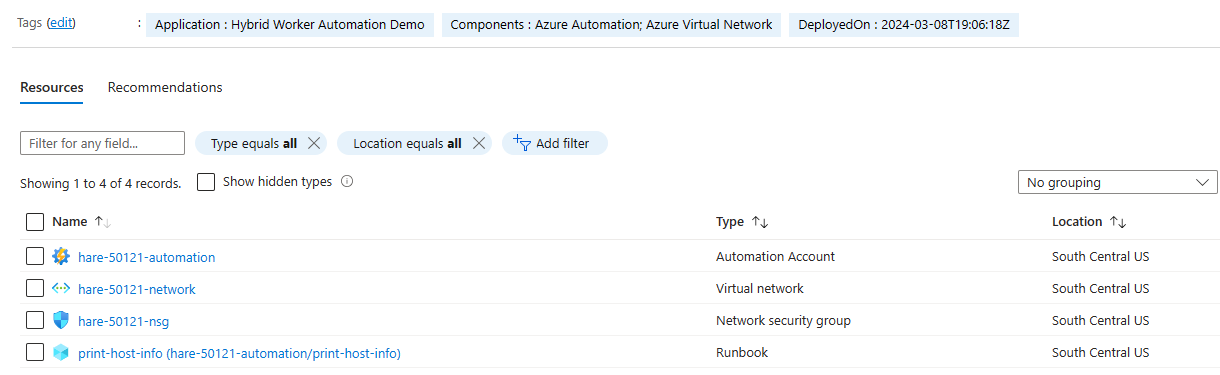 Tags (edit) : Application : Hybrid Worker Automation Demo Components : Azure Automation; Azure Virtual Network DeployedOn : 2024-03-08T19:06:18Z
Resources Recommendations
Filter for any field... Type equals all Location equals all Add filter
Showing 1 to 4 of 4 records. Show hidden types No grouping
Name Type Location
hare-50121-automation Automation Account South Central US
hare-50121-network Virtual network South Central US
hare-50121-nsg Network security group South Central US
print-host-info (hare-50121-automation/print-host-info) Runbook South Central US